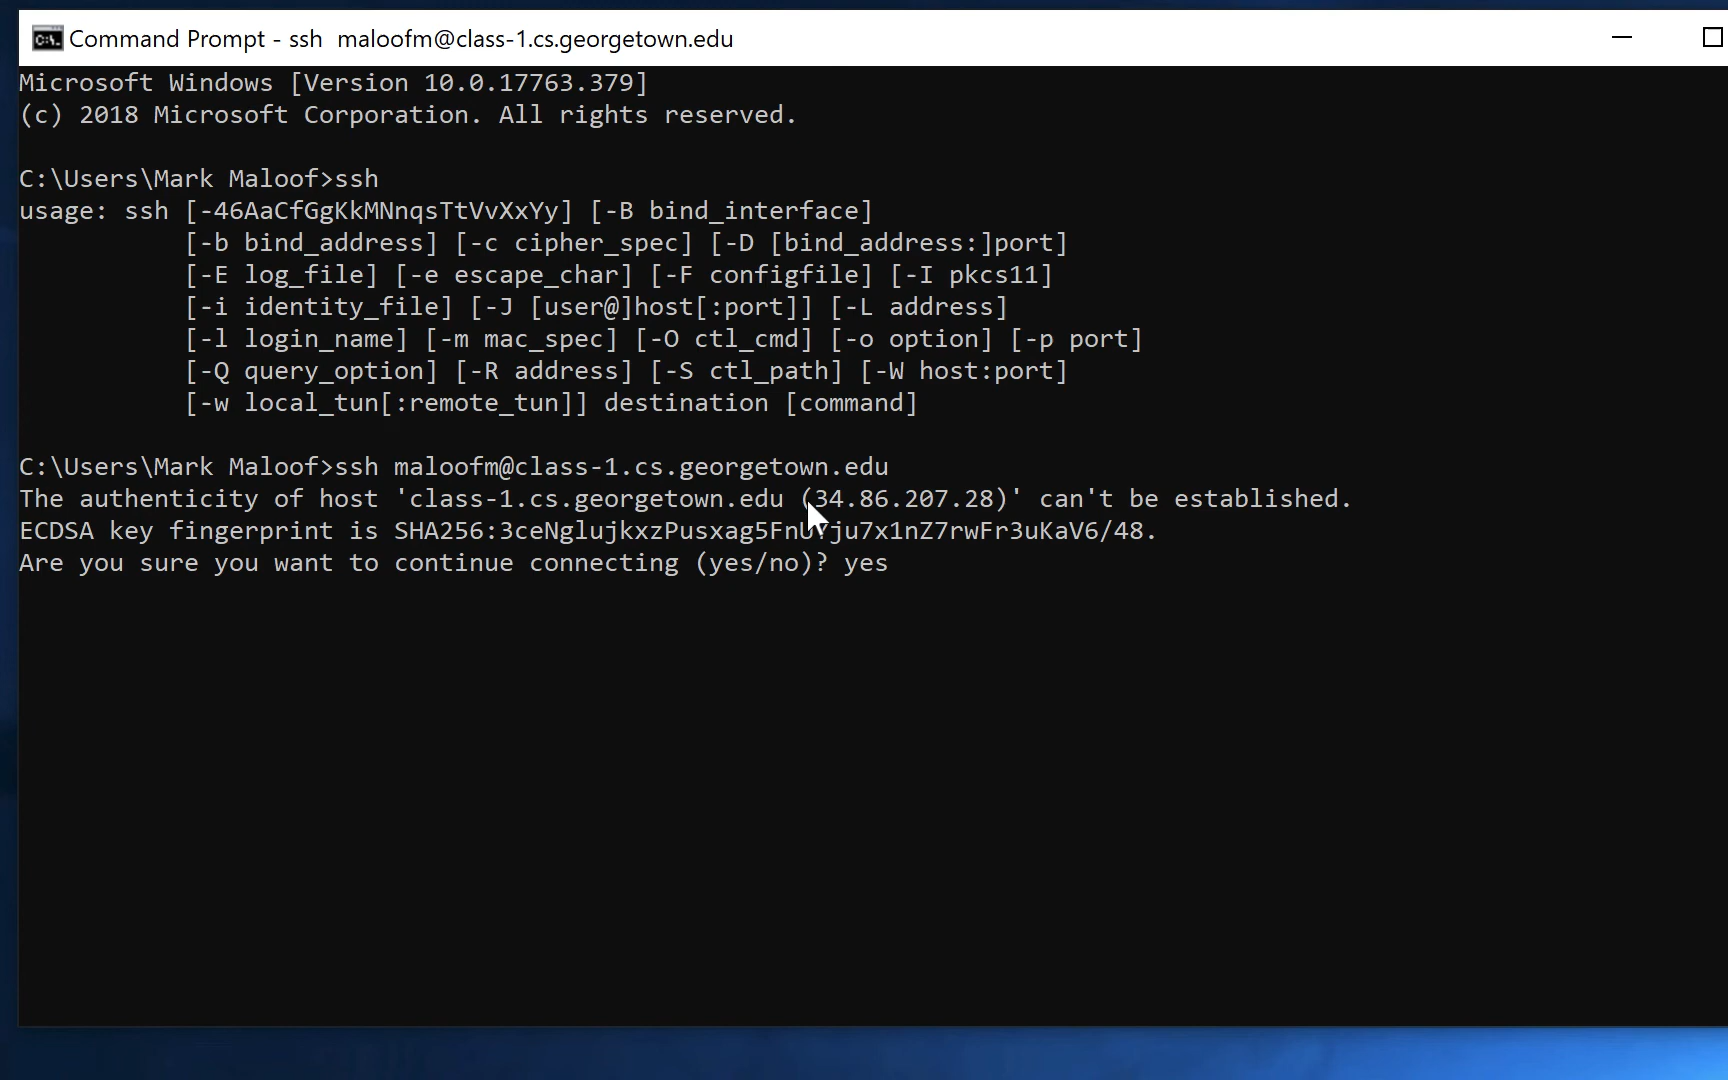 Command Prompt - ssh  maloofm@class-1.cs.georgetown.edu
Microsoft Windows [Version 10.0.17763.379]
(c) 2018 Microsoft Corporation. All rights reserved.
C:\Users\Mark Maloof>ssh
usage: ssh [-46AaCfGgKkMNnqsTtVvXxYy] [-B bind_interface]
           [-b bind_address] [-c cipher_spec] [-D [bind_address:]port]
           [-E log_file] [-e escape_char] [-F configfile] [-I pkcs11]
           [-i identity_file] [-J [user@]host[:port]] [-L address]
           [-l login_name] [-m mac_spec] [-O ctl_cmd] [-o option] [-p port]
           [-Q query_option] [-R address] [-S ctl_path] [-W host:port]
           [-w local_tun[:remote_tun]] destination [command]
C:\Users\Mark Maloof>ssh maloofm@class-1.cs.georgetown.edu
The authenticity of host 'class-1.cs.georgetown.edu (34.86.207.28)' can't be established.
ECDSA key fingerprint is
Are you sure you want to continue connecting (yes/no)? yes